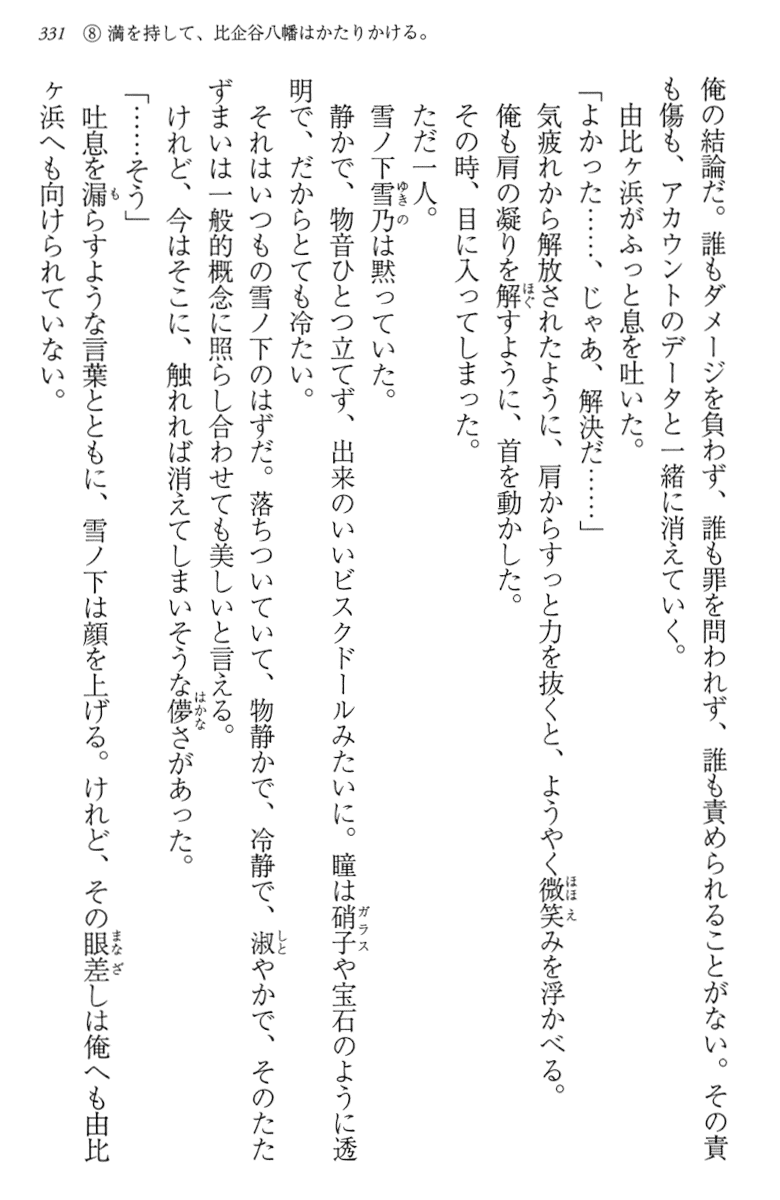 331 ⑧ 満を持して、比企谷八幡はかたりかける。
俺の結論だ。誰もダメージを負わず、誰も罪を問われず、誰も責められることがない。その責
も傷も、アカウントのデータと一緒に消えていく。
由比ヶ浜がふっと息を吐いた。
「よかった……、じゃあ、解決だ……」
気疲れから解放されたように、肩からすっと力を抜くと、ようやく微笑みを浮かべる。
俺も肩の凝りを解すように、首を動かした。
その時、目に入ってしまった。
ただ一人。
雪ノ下雪乃は黙っていた。
静かで、物音ひとつ立てず、出来のいいビスクドールみたいに。瞳は硝子や宝石のように透
明で、だからとても冷たい。
それはいつもの雪ノ下のはずだ。落ちついていて、物静かで、冷静で、淑やかで、そのたた
ずまいは一般的概念に照らし合わせても美しいと言える。
けれど、今はそこに、触れれば消えてしまいそうな儚さがあった。
「……そう」
吐息を漏らすような言葉とともに、雪ノ下は顔を上げる。けれど、その眼差しは俺へも由比
ヶ浜へも向けられていない。